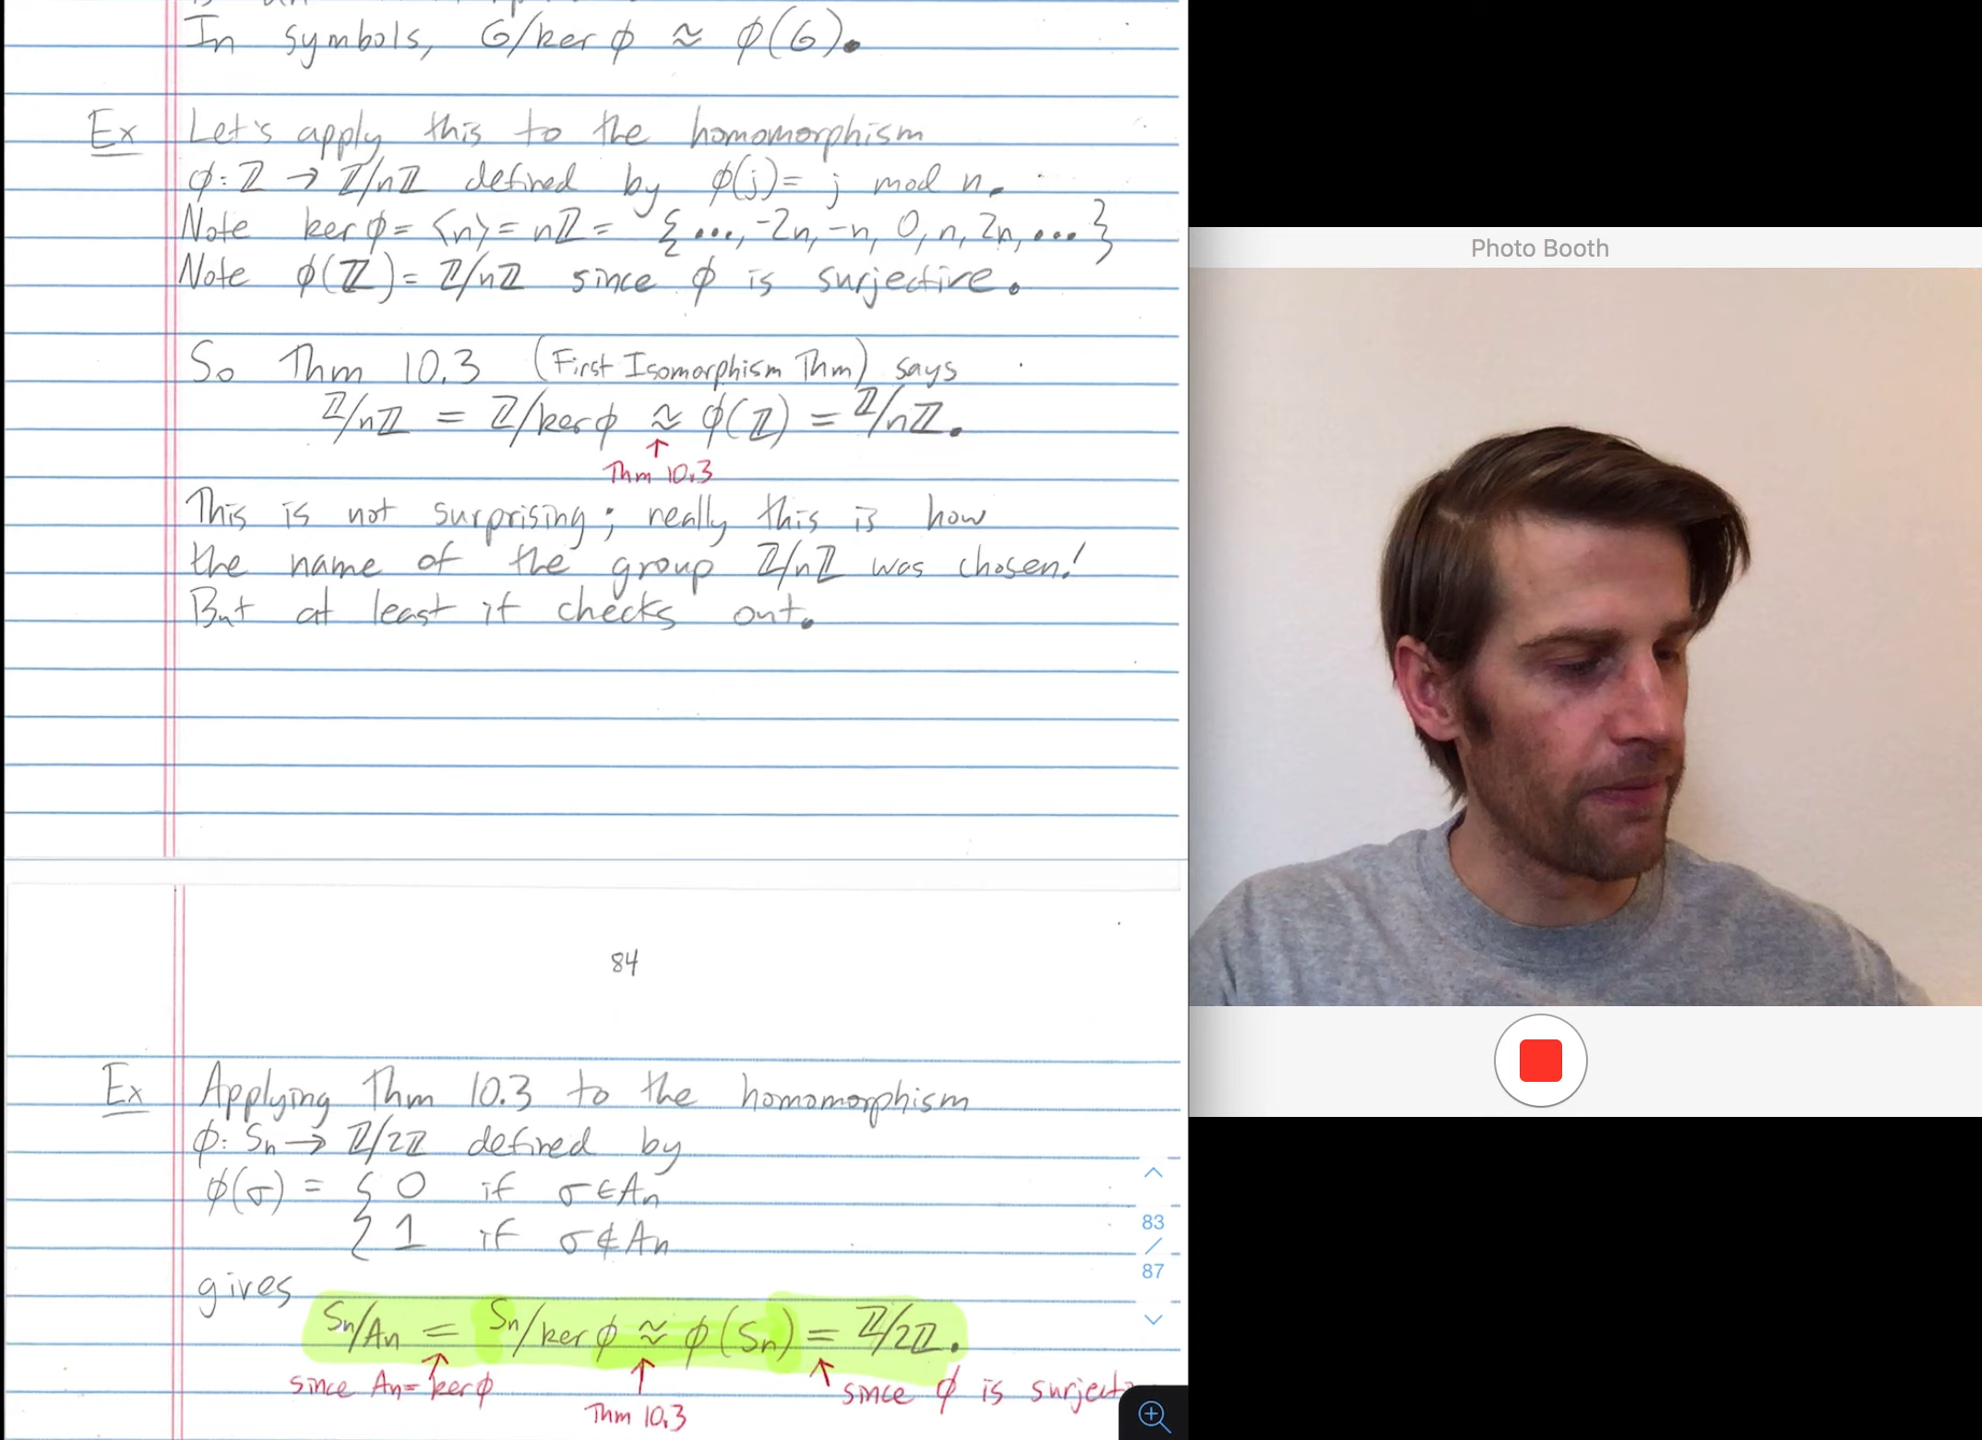 In symbols, G/ker ϕ ≈ ϕ(G).
Ex Let's apply this to the homomorphism
ϕ: ℤ → ℤ/nℤ defined by ϕ(j) = j mod n.
Note ker ϕ = ⟨n⟩ = nℤ = {..., -2n, -n, 0, n, 2n, ...}
Note ϕ(ℤ) = ℤ/nℤ since ϕ is surjective.
So Thm 10.3 (First Isomorphism Thm) says
ℤ/nℤ = ℤ/ker ϕ ≈ ϕ(ℤ) = ℤ/nℤ.
↑
Thm 10.3
This is not surprising; really this is how
the name of the group ℤ/nℤ was chosen!
But at least it checks out.
84
Ex Applying Thm 10.3 to the homomorphism
ϕ: Sn → ℤ/2ℤ defined by
ϕ(σ) = { 0 if σ ∈ An
{ 1 if σ ∉ An
gives
Sn/An = Sn/ker ϕ ≈ ϕ(Sn) = ℤ/2ℤ.
since An = ker ϕ
Thm 10.3
since ϕ is surject
Photo Booth
83
/
87